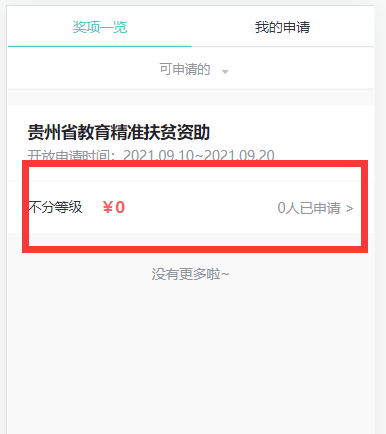 奖项一览 我的申请
可申请的
贵州省教育精准扶贫资助
开放申请时间：2021.09.10~2021.09.20
不分等级 ￥0 0人已申请 >
没有更多啦~